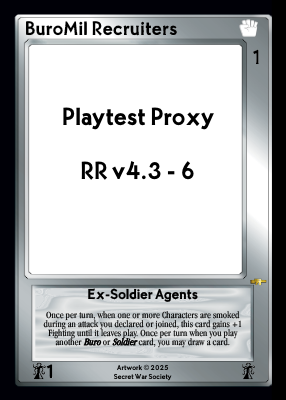 BuroMil Recruiters
1
Playtest Proxy
RR v4.3 - 6
Ex-Soldier Agents
Once per turn, when one or more Characters are smoked
during an attack you declared or joined, this card gains +1
Fighting until it leaves play. Once per turn when you play
another Buro or Soldier card, you may draw a card.
1
Artwork © 2025
Secret War Society